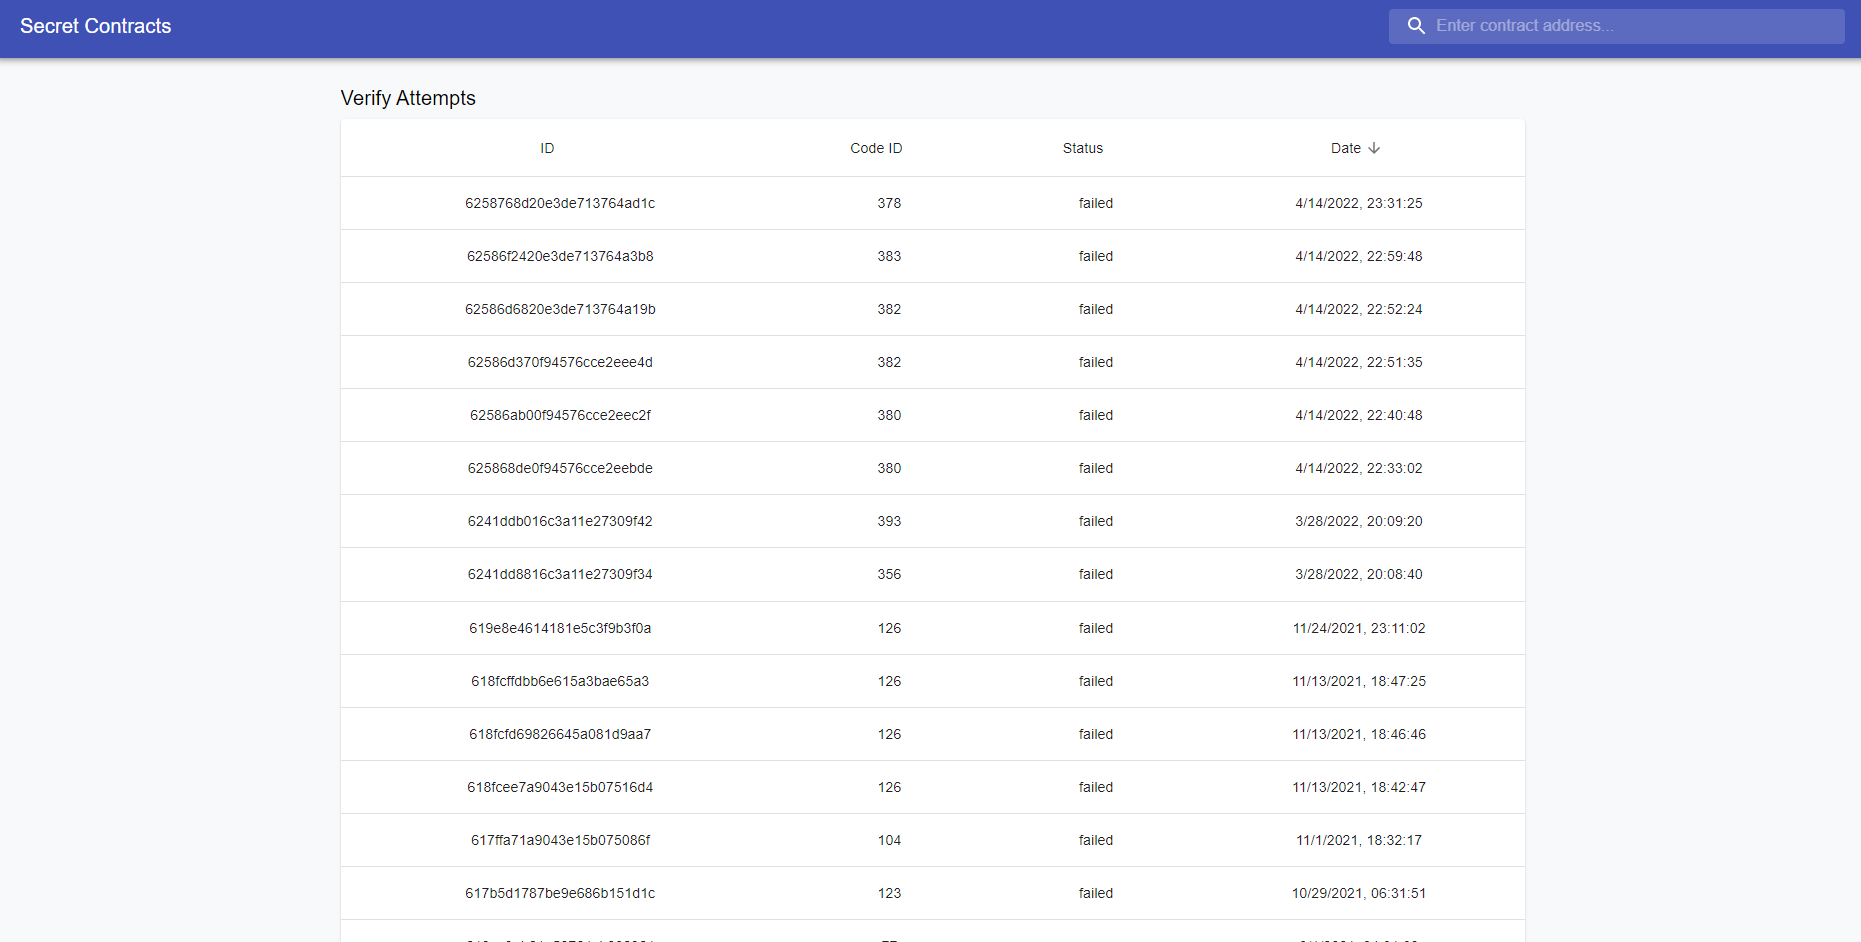 Secret Contracts
Enter contract address...
Verify Attempts
ID Code ID Status Date
6258768d20e3de713764ad1c 378 failed 4/14/2022, 23:31:25
62586f2420e3de713764a3b8 383 failed 4/14/2022, 22:59:48
62586d6820e3de713764a19b 382 failed 4/14/2022, 22:52:24
62586d370f94576cce2eee4d 382 failed 4/14/2022, 22:51:35
62586ab00f94576cce2eec2f 380 failed 4/14/2022, 22:40:48
625868de0f94576cce2eebde 380 failed 4/14/2022, 22:33:02
6241ddb016c3a11e27309f42 393 failed 3/28/2022, 20:09:20
6241dd8816c3a11e27309f34 356 failed 3/28/2022, 20:08:40
619e8e4614181e5c3f9b3f0a 126 failed 11/24/2021, 23:11:02
618fcffdbb6e615a3bae65a3 126 failed 11/13/2021, 18:47:25
618fcfd69826645a081d9aa7 126 failed 11/13/2021, 18:46:46
618fcee7a9043e15b07516d4 126 failed 11/13/2021, 18:42:47
617ffa71a9043e15b075086f 104 failed 11/1/2021, 18:32:17
617b5d1787be9e686b151d1c 123 failed 10/29/2021, 06:31:51